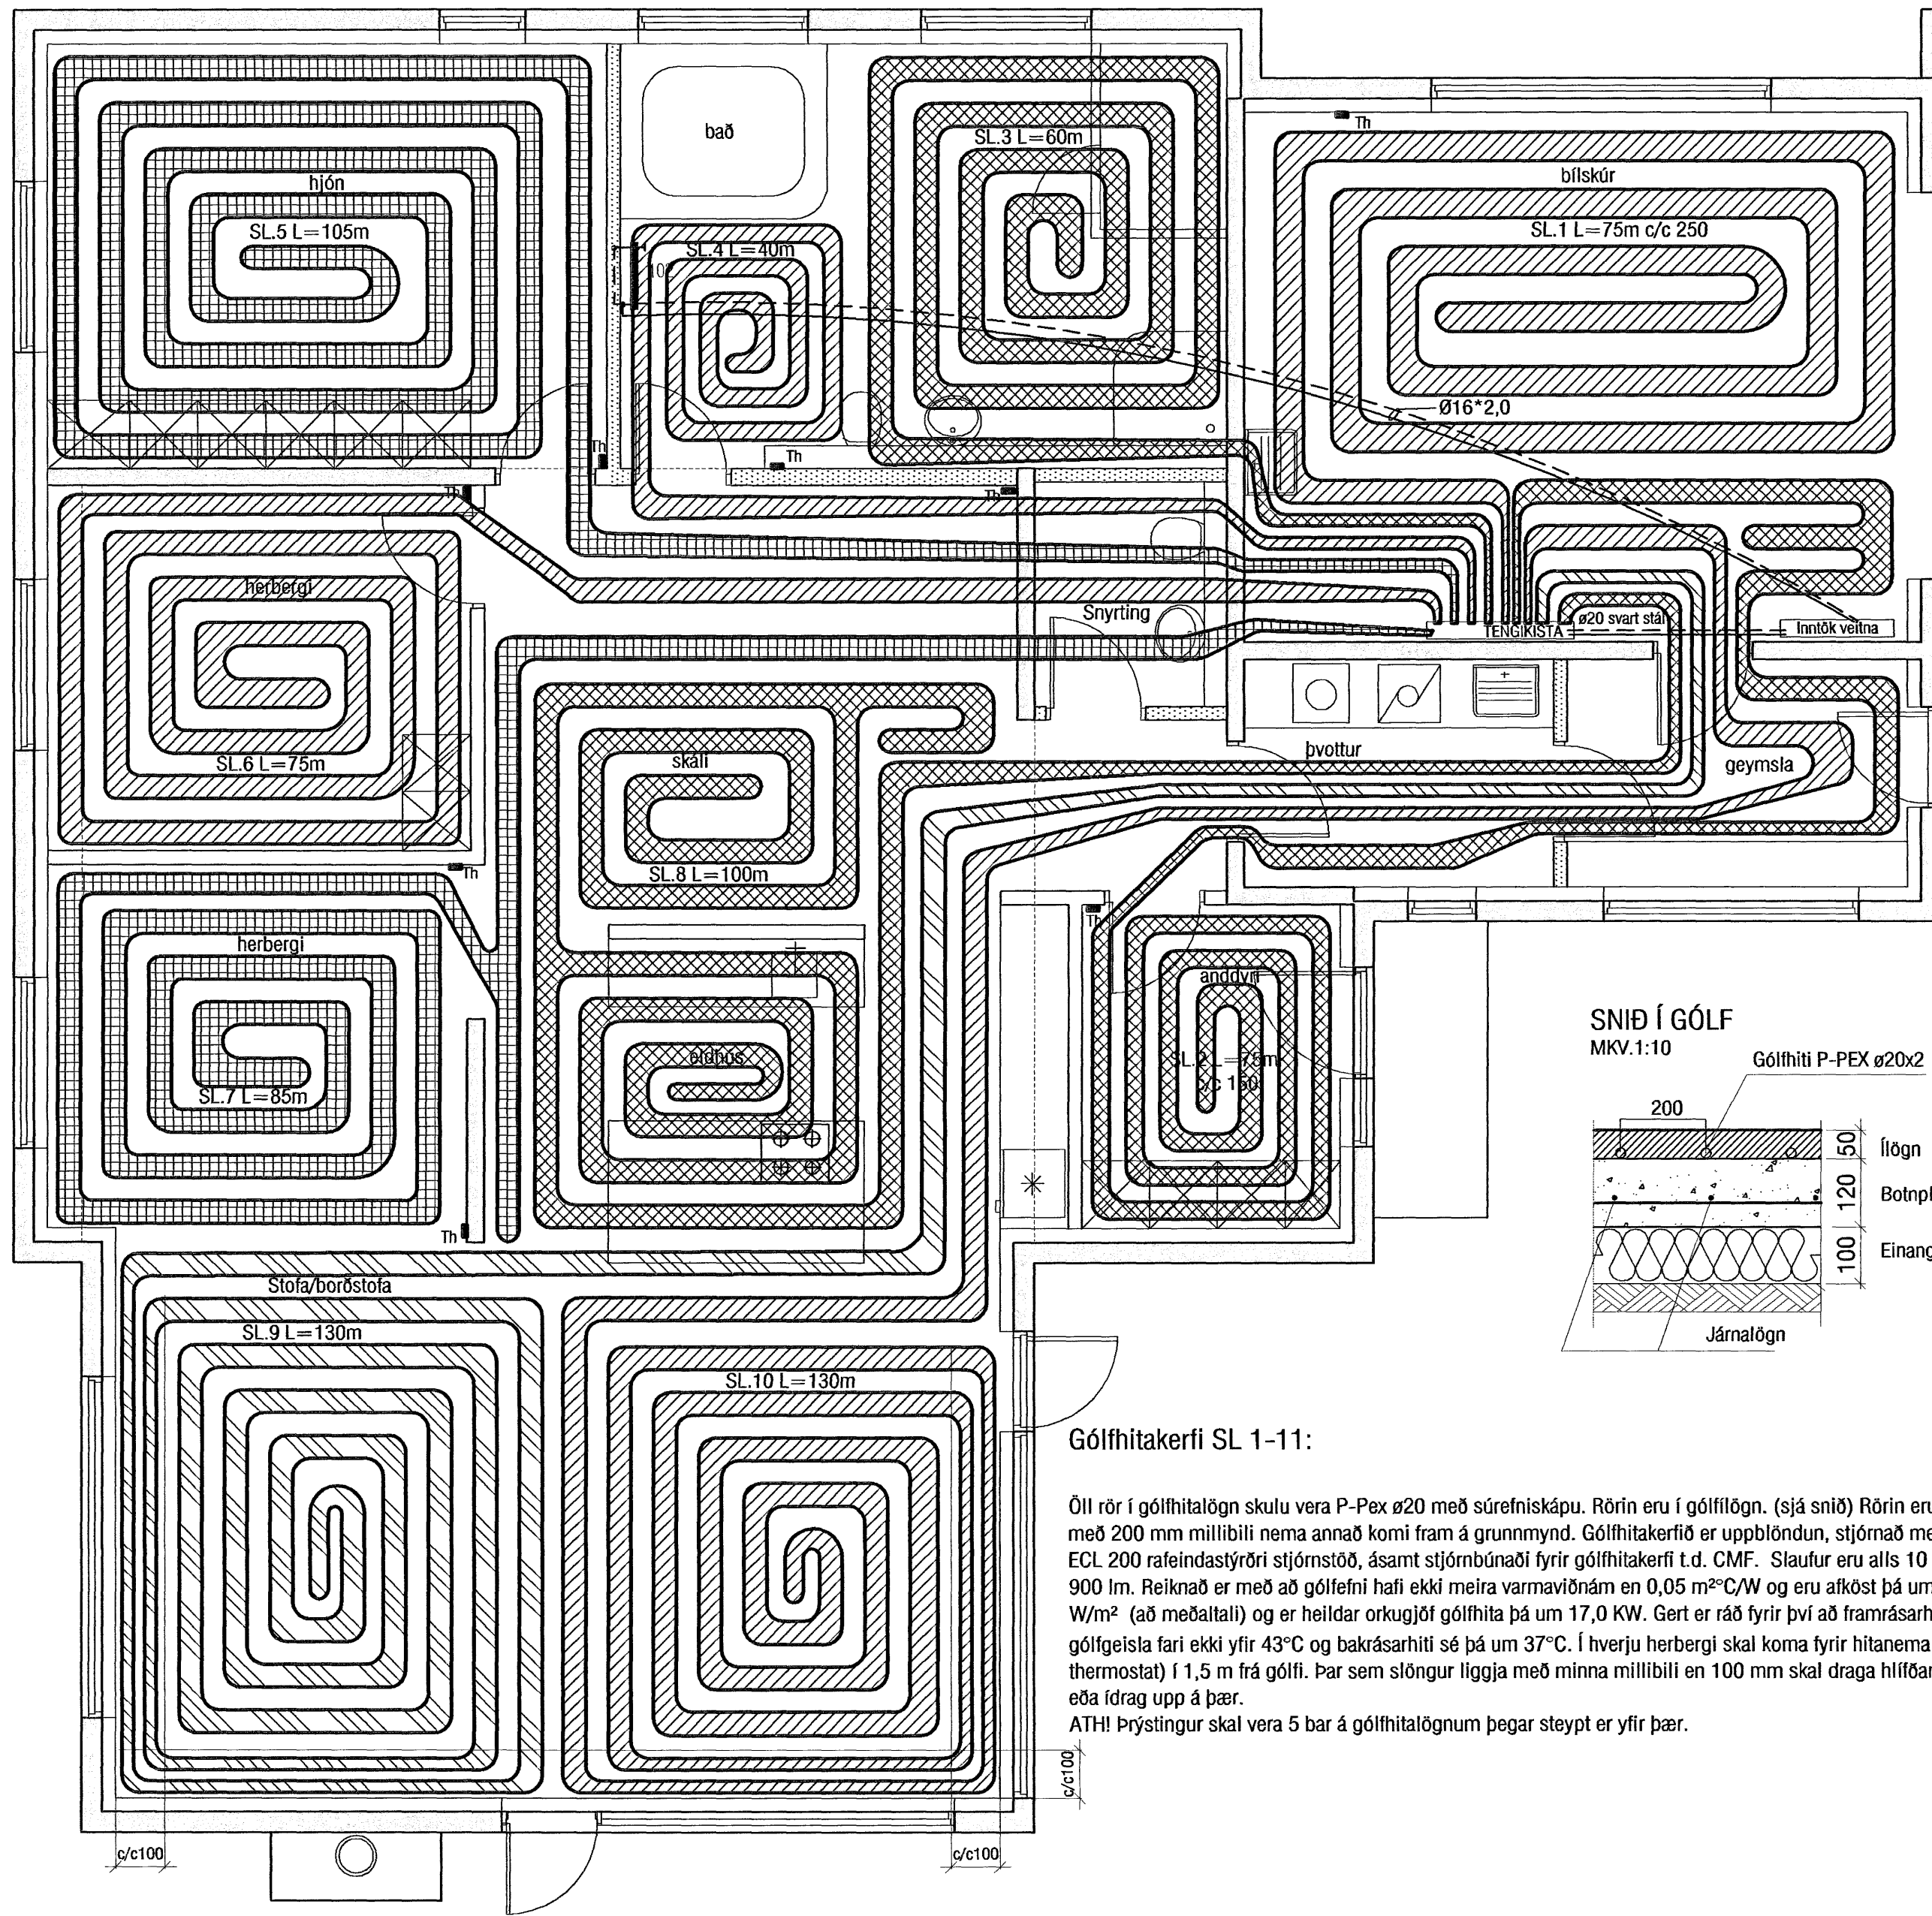 bað
SL.3 L=60m
Th
bílskúr
hjón
SL.5 L=105m
SL.4 L=40m
SL.1 L=75m c/c 250
Ø16*2,0
Th
Th
Th
Th
herbergi
Snyrting
TENGIKISTA
ø20 svart stál
Inntök veitna
SL.6 L=75m
skáli
þvottur
geymsla
SL.8 L=100m
Th
Th
herbergi
anddyri
SL.7 L=85m
eldhús
SL.2 L=75m
c/c 150
Th
Stofa/borðstofa
SL.9 L=130m
SL.10 L=130m
c/c100
c/c100
c/c100
SNIÐ Í GÓLF
MKV.1:10
Gólfhiti P-PEX ø20x2
200
50
Ílögn
120
Botnpl
100
Einang
Járnalögn
Gólfhitakerfi SL 1-11:
Öll rör í gólfhitalögn skulu vera P-Pex ø20 með súrefniskápu. Rörin eru í gólfílögn. (sjá snið) Rörin eru
með 200 mm millibili nema annað komi fram á grunnmynd. Gólfhitakerfið er uppblöndun, stjórnað me
ECL 200 rafeindastýrðri stjórnstöð, ásamt stjórnbúnaði fyrir gólfhitakerfi t.d. CMF. Slaufur eru alls 10
900 lm. Reiknað er með að gólfefni hafi ekki meira varmaviðnám en 0,05 m²°C/W og eru afköst þá um
W/m² (að meðaltali) og er heildar orkugjöf gólfhita þá um 17,0 KW. Gert er ráð fyrir því að framrásarh
gólfgeisla fari ekki yfir 43°C og bakrásarhiti sé þá um 37°C. Í hverju herbergi skal koma fyrir hitanema
thermostat) í 1,5 m frá gólfi. Þar sem slöngur liggja með minna millibili en 100 mm skal draga hlífðar
eða ídrag upp á þær.
ATH! Þrýstingur skal vera 5 bar á gólfhitalögnum þegar steypt er yfir þær.